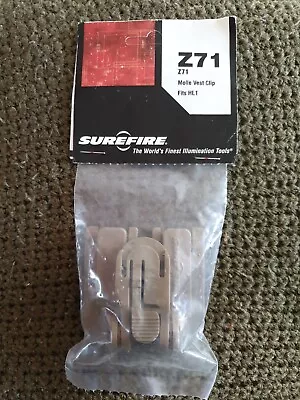 Z71
Z71
Molle Vest Clip
Fits HL1
SUREFIRE
The World's Finest Illumination Tools®